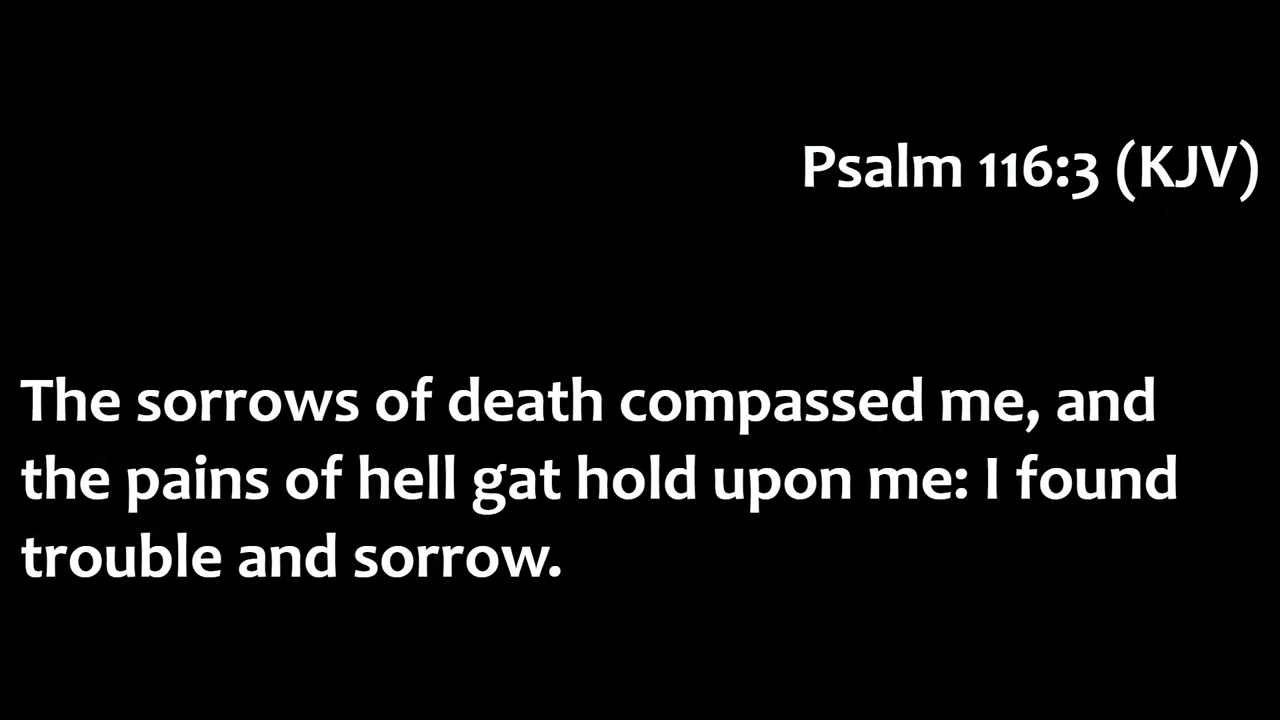 Psalm 116:3 (KJV)
The sorrows of death compassed me, and
the pains of hell gat hold upon me: I found
trouble and sorrow.